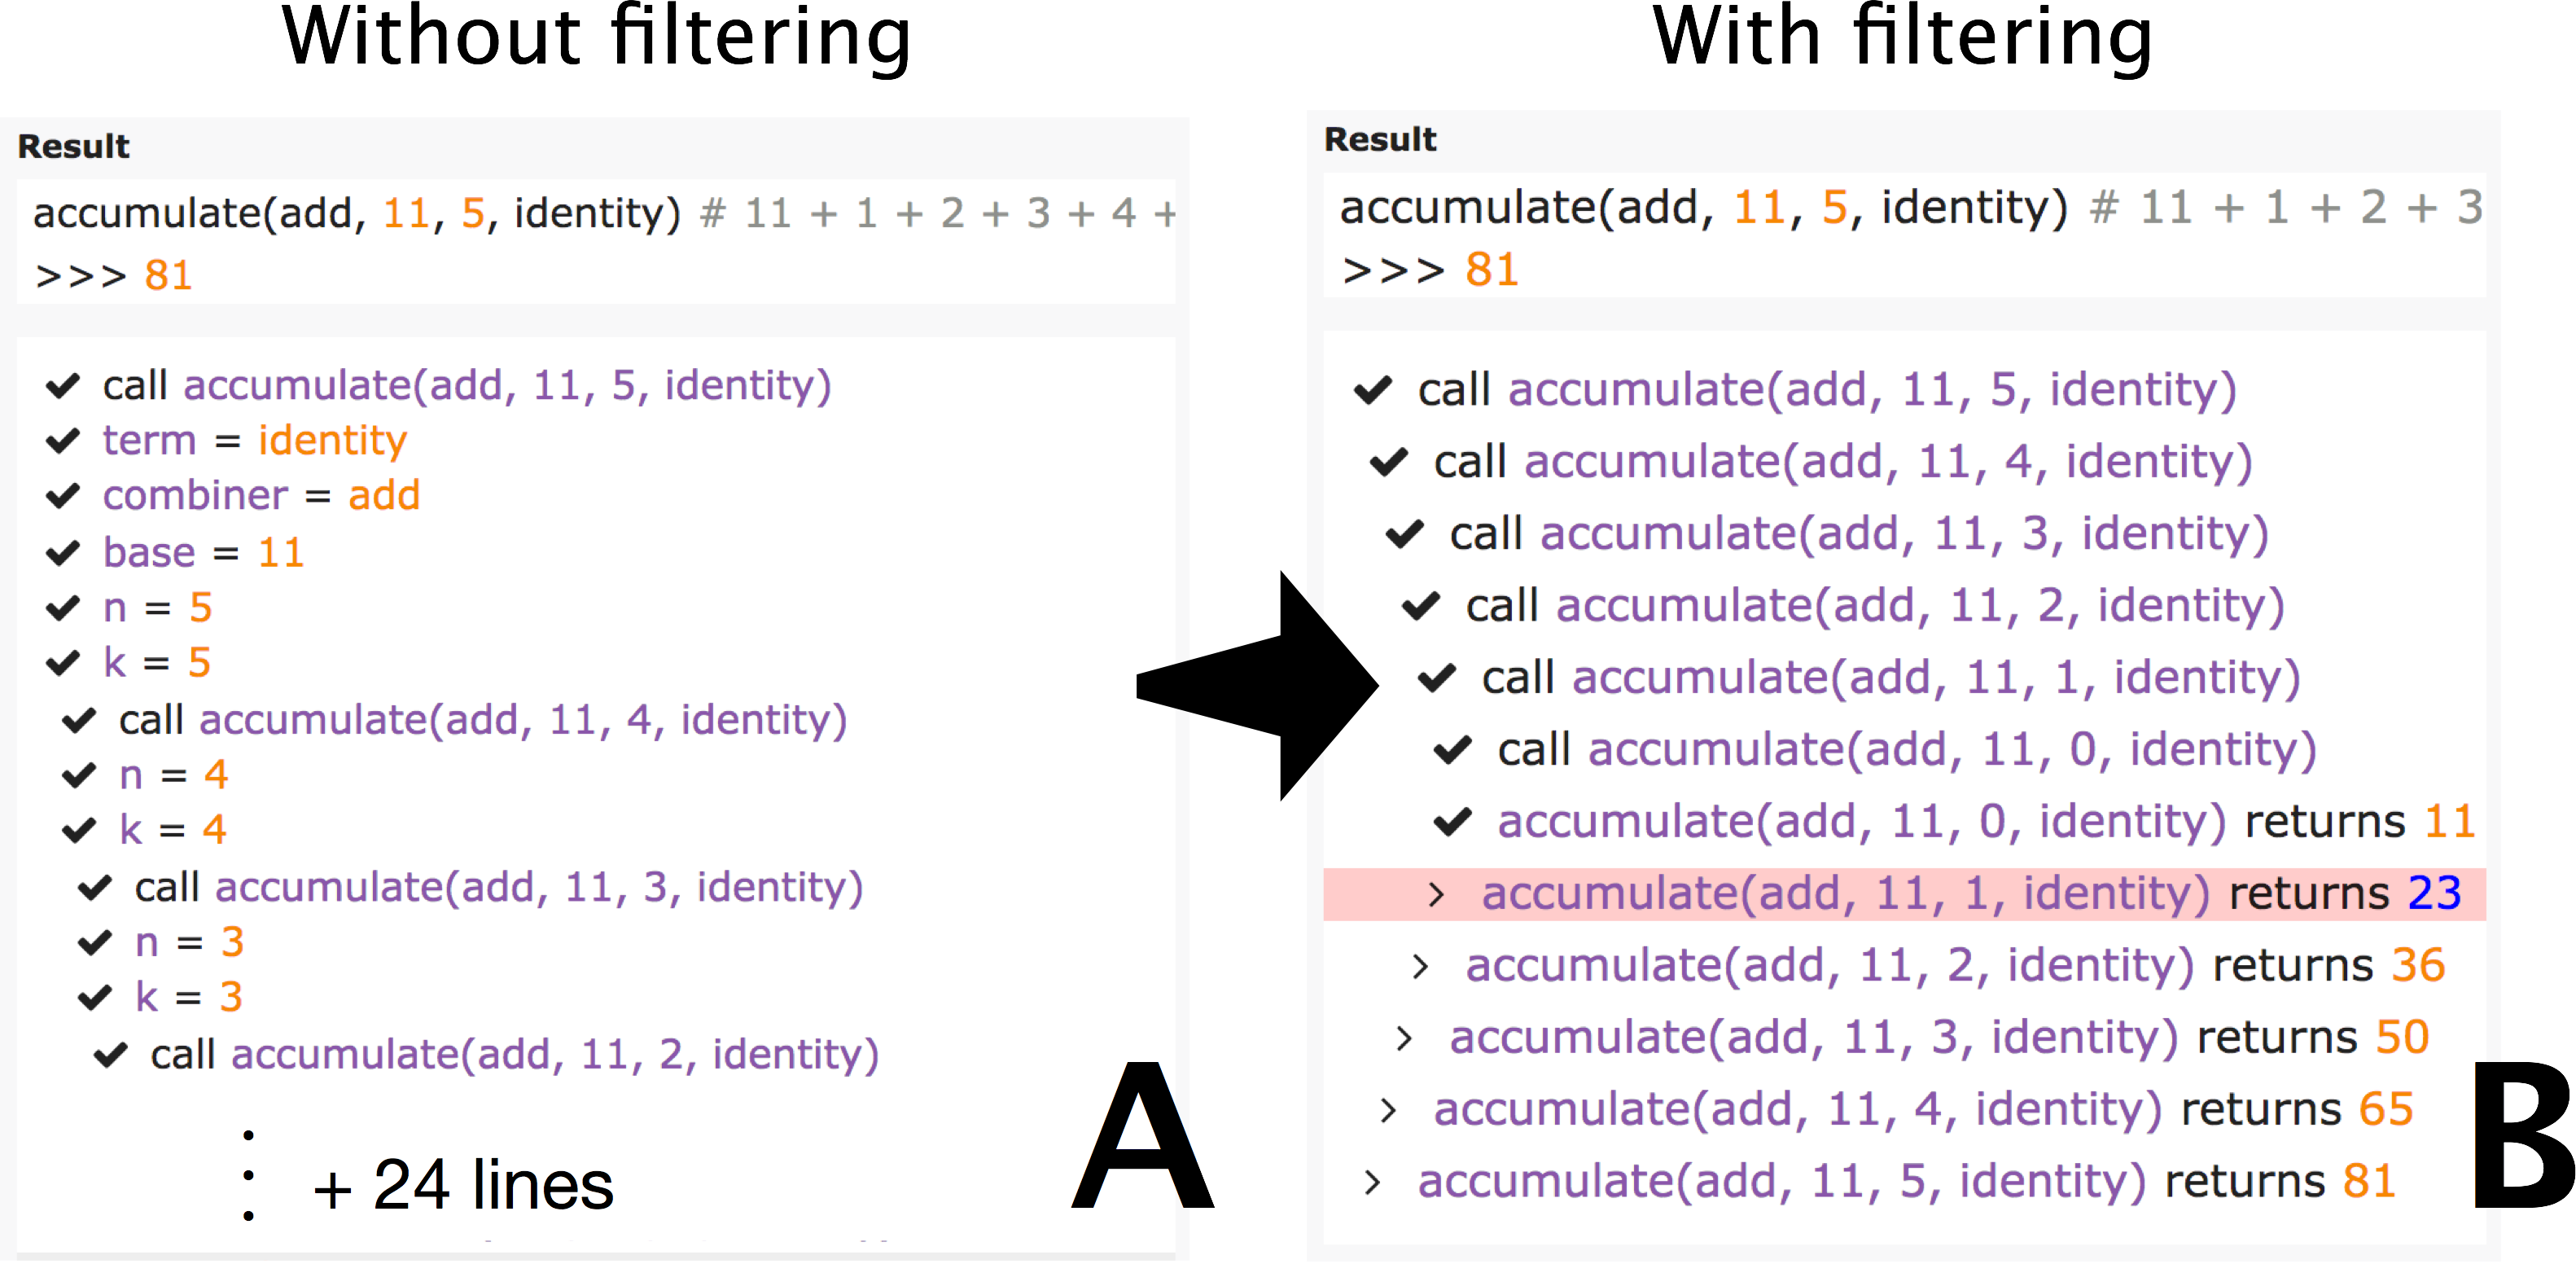 Without filtering
Result
accumulate(add, 11, 5, identity) # 11 + 1 + 2 + 3 + 4 +
>>> 81
call accumulate(add, 11, 5, identity)
term = identity
combiner = add
base = 11
n = 5
k = 5
call accumulate(add, 11, 4, identity)
n = 4
k = 4
call accumulate(add, 11, 3, identity)
n = 3
k = 3
call accumulate(add, 11, 2, identity)
+ 24 lines
A
With filtering
Result
accumulate(add, 11, 5, identity) # 11 + 1 + 2 + 3
>>> 81
call accumulate(add, 11, 5, identity)
call accumulate(add, 11, 4, identity)
call accumulate(add, 11, 3, identity)
call accumulate(add, 11, 2, identity)
call accumulate(add, 11, 1, identity)
call accumulate(add, 11, 0, identity)
accumulate(add, 11, 0, identity) returns 11
> accumulate(add, 11, 1, identity) returns 23
> accumulate(add, 11, 2, identity) returns 36
> accumulate(add, 11, 3, identity) returns 50
> accumulate(add, 11, 4, identity) returns 65
> accumulate(add, 11, 5, identity) returns 81
B